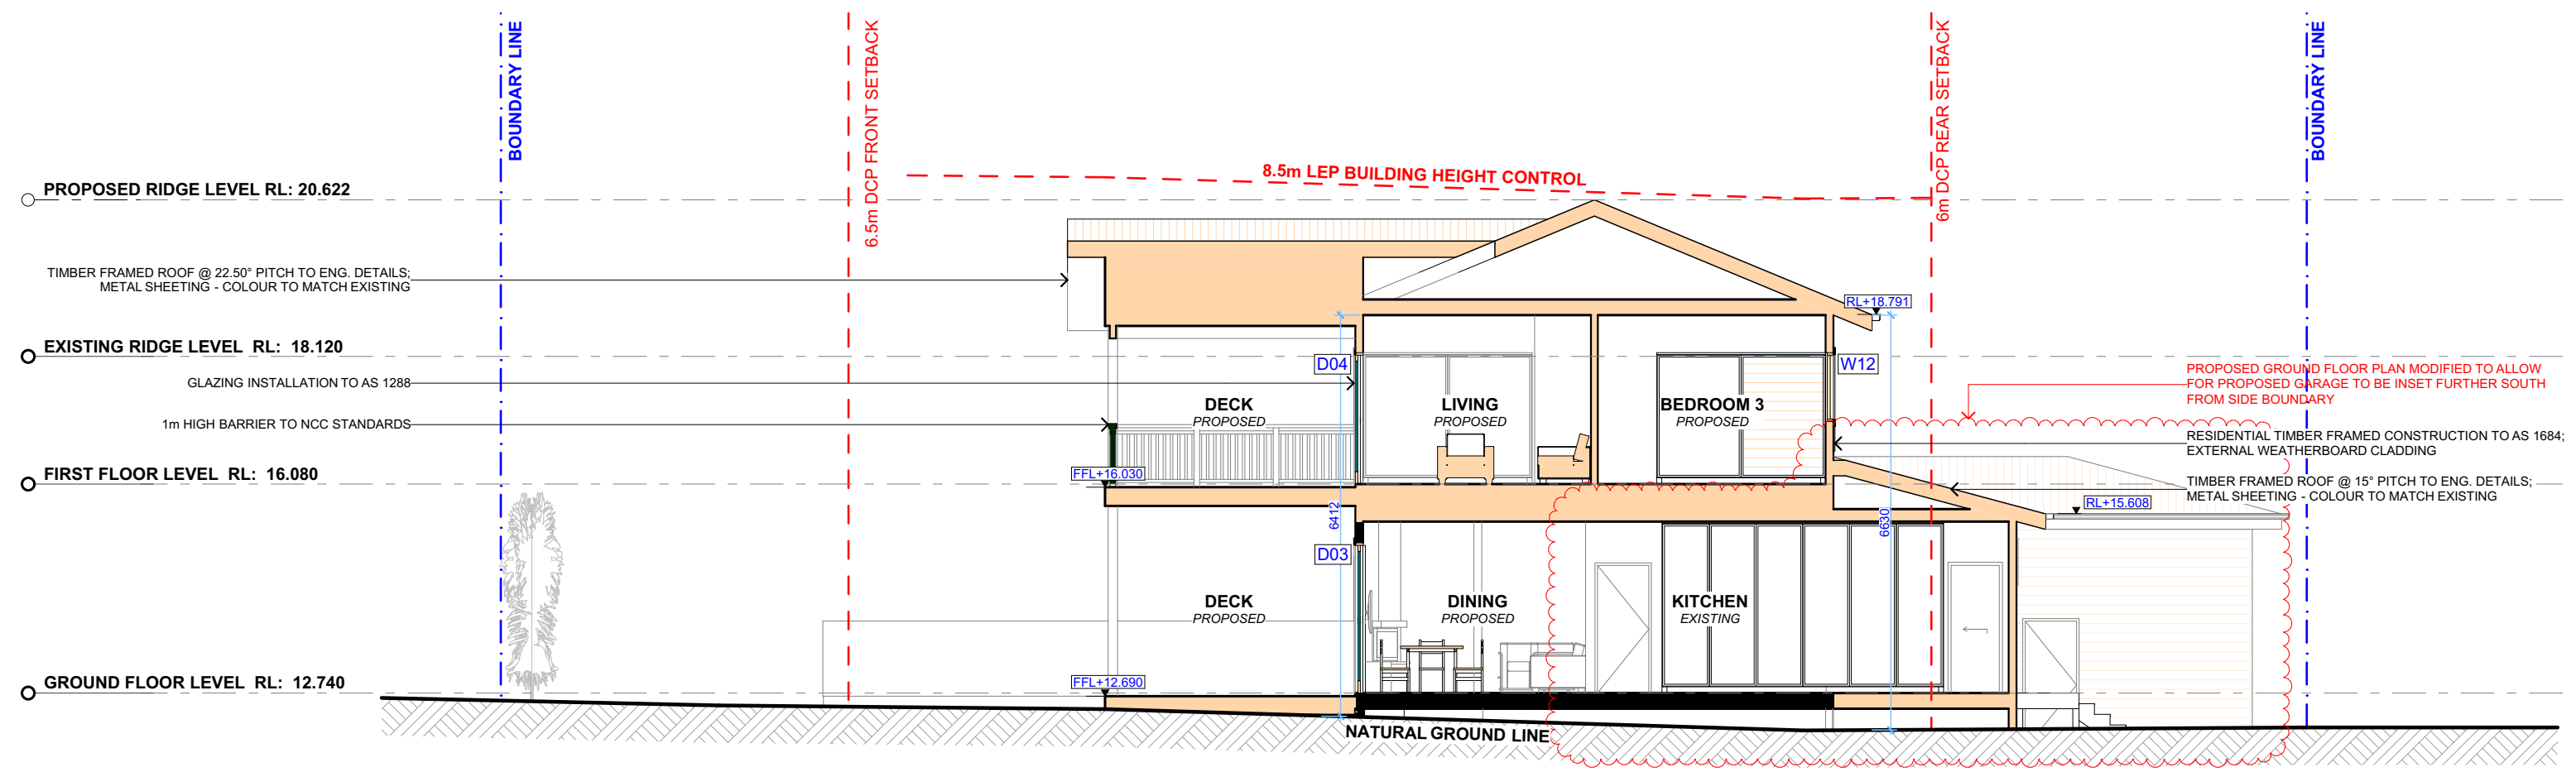 BOUNDARY LINE
6.5m DCP FRONT SETBACK
8.5m LEP BUILDING HEIGHT CONTROL
6m DCP REAR SETBACK
BOUNDARY LINE
PROPOSED RIDGE LEVEL RL: 20.622
TIMBER FRAMED ROOF @ 22.50° PITCH TO ENG. DETAILS;
METAL SHEETING - COLOUR TO MATCH EXISTING
RL+18.791
EXISTING RIDGE LEVEL RL: 18.120
GLAZING INSTALLATION TO AS 1288
D04
W12
PROPOSED GROUND FLOOR PLAN MODIFIED TO ALLOW
FOR PROPOSED GARAGE TO BE INSET FURTHER SOUTH
FROM SIDE BOUNDARY
DECK
PROPOSED
LIVING
PROPOSED
BEDROOM 3
PROPOSED
1m HIGH BARRIER TO NCC STANDARDS
RESIDENTIAL TIMBER FRAMED CONSTRUCTION TO AS 1684;
EXTERNAL WEATHERBOARD CLADDING
FIRST FLOOR LEVEL RL: 16.080
FFL+16.030
TIMBER FRAMED ROOF @ 15° PITCH TO ENG. DETAILS;
METAL SHEETING - COLOUR TO MATCH EXISTING
RL+15.608
6412
6630
D03
DECK
PROPOSED
DINING
PROPOSED
KITCHEN
EXISTING
GROUND FLOOR LEVEL RL: 12.740
FFL+12.690
NATURAL GROUND LINE